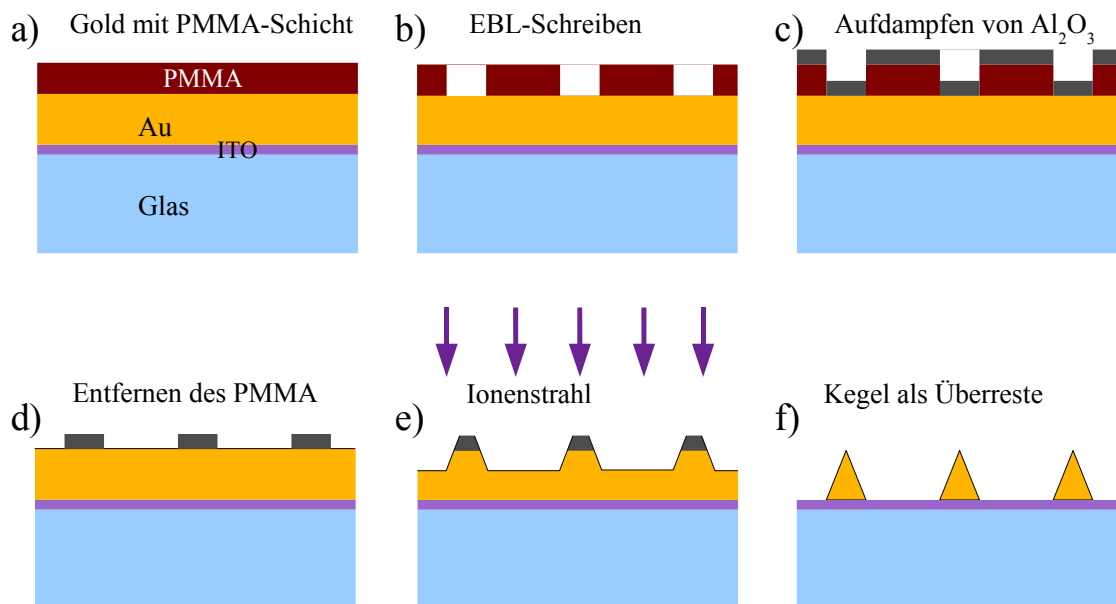 a) Gold mit PMMA-Schicht
PMMA
Au
ITO
Glas
b) EBL-Schreiben
c) Aufdampfen von Al₂O₃
d) Entfernen des PMMA
e) Ionenstrahl
f) Kegel als Überreste